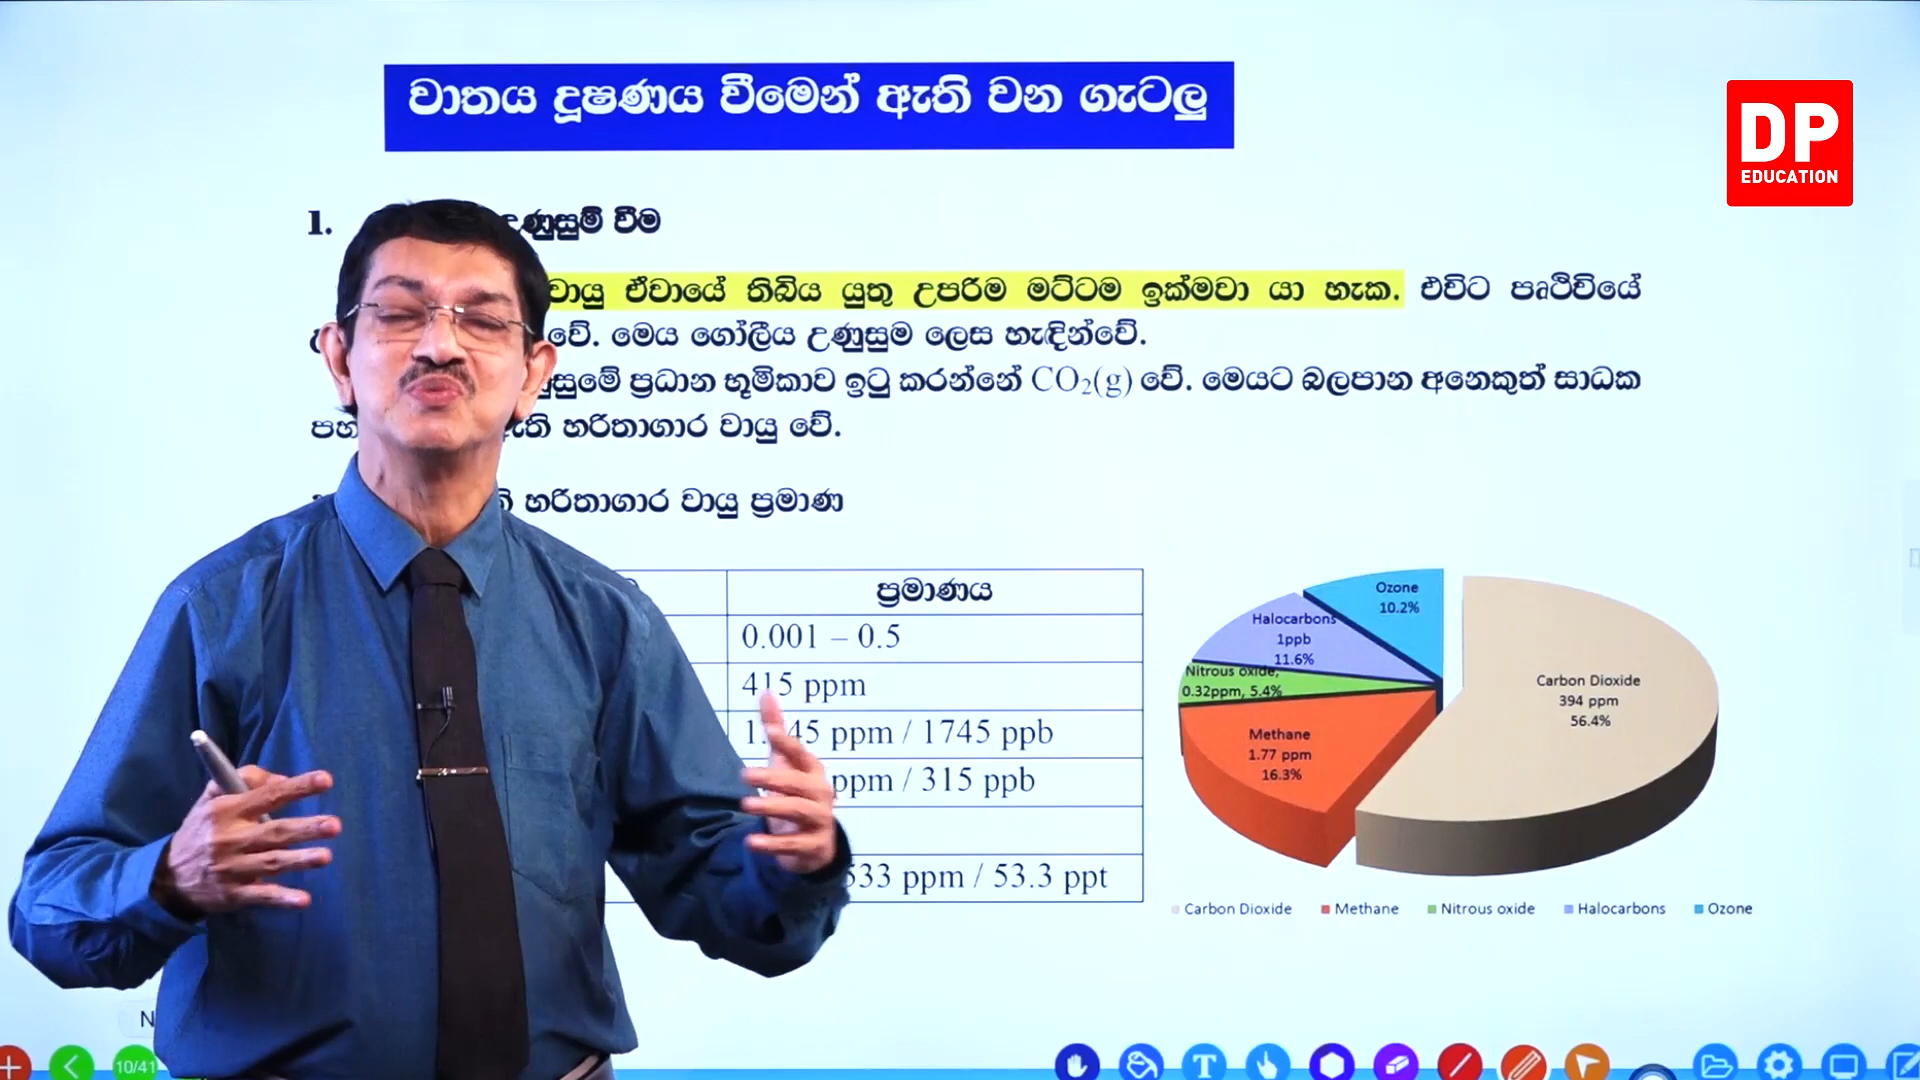 වාතය දූෂණය වීමෙන් ඇති වන ගැටලු
DP
EDUCATION
1.
උණුසුම් වීම
වායු ඒවායේ තිබිය යුතු උපරිම මට්ටම ඉක්මවා යා හැක. එවිට පෘථිවියේ
වේ. මෙය ගෝලීය උණුසුම ලෙස හැඳින්වේ.
ප්‍රධාන භූමිකාව ඉටු කරන්නේ CO₂(g) වේ. මෙයට බලපාන අනෙකුත් සාධක
හරිතාගාර වායු වේ.
හරිතාගාර වායු ප්‍රමාණ
ප්‍රමාණය
0.001 – 0.5
415 ppm
ppm / 1745 ppb
ppm / 315 ppb
ppm / 53.3 ppt
Ozone
10.2%
Halocarbons
1ppb
11.6%
Nitrous oxide,
0.32ppm, 5.4%
Methane
1.77 ppm
16.3%
Carbon Dioxide
394 ppm
56.4%
Carbon Dioxide Methane Nitrous oxide Halocarbons Ozone
10/41